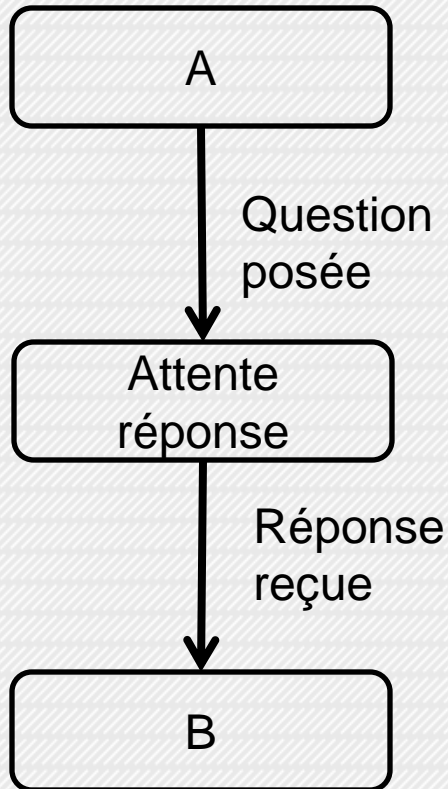 A
Question
posée
Attente
réponse
Réponse
reçue
B